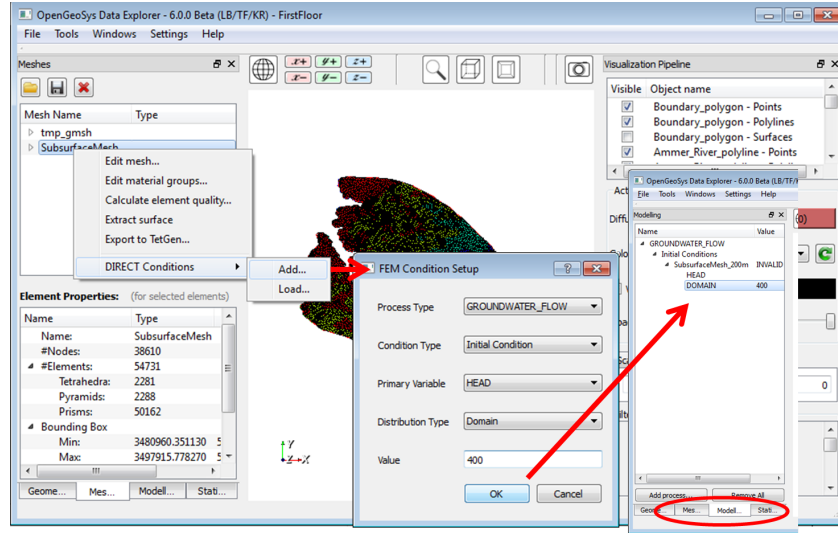 OpenGeoSys Data Explorer - 6.0.0 Beta (LB/TF/KR) - FirstFloor
File Tools Windows Settings Help
Meshes
Mesh Name Type
tmp_gmsh
SubsurfaceMesh
Edit mesh...
Edit material groups...
Calculate element quality...
Extract surface
Export to TetGen...
DIRECT Conditions
Add...
Load...
Element Properties: (for selected elements)
Name Type
Name: SubsurfaceMesh
#Nodes: 38610
#Elements: 54731
Tetrahedra: 2281
Pyramids: 2288
Prisms: 50162
Bounding Box
Min: 3480960.351130 5
Max: 3497915.778270 5
Geome... Mes... Modell... Stati...
x+ y+ z+
x- y- z-
Y
Z X
FEM Condition Setup
Process Type GROUNDWATER_FLOW
Condition Type Initial Condition
Primary Variable HEAD
Distribution Type Domain
Value 400
OK Cancel
Visualization Pipeline
Visible Object name
Boundary_polygon - Points
Boundary_polygon - Polylines
Boundary_polygon - Surfaces
Ammer_River_polyline - Points
0
OpenGeoSys Data Explorer - 6.0.0 Beta (LB/TF/
File Tools Windows Settings Help
Modelling
Name Value
GROUNDWATER_FLOW
Initial Conditions
SubsurfaceMesh_200m INVALID
HEAD
DOMAIN 400
Add process... Remove All
Geome... Mes... Modell... Stati...